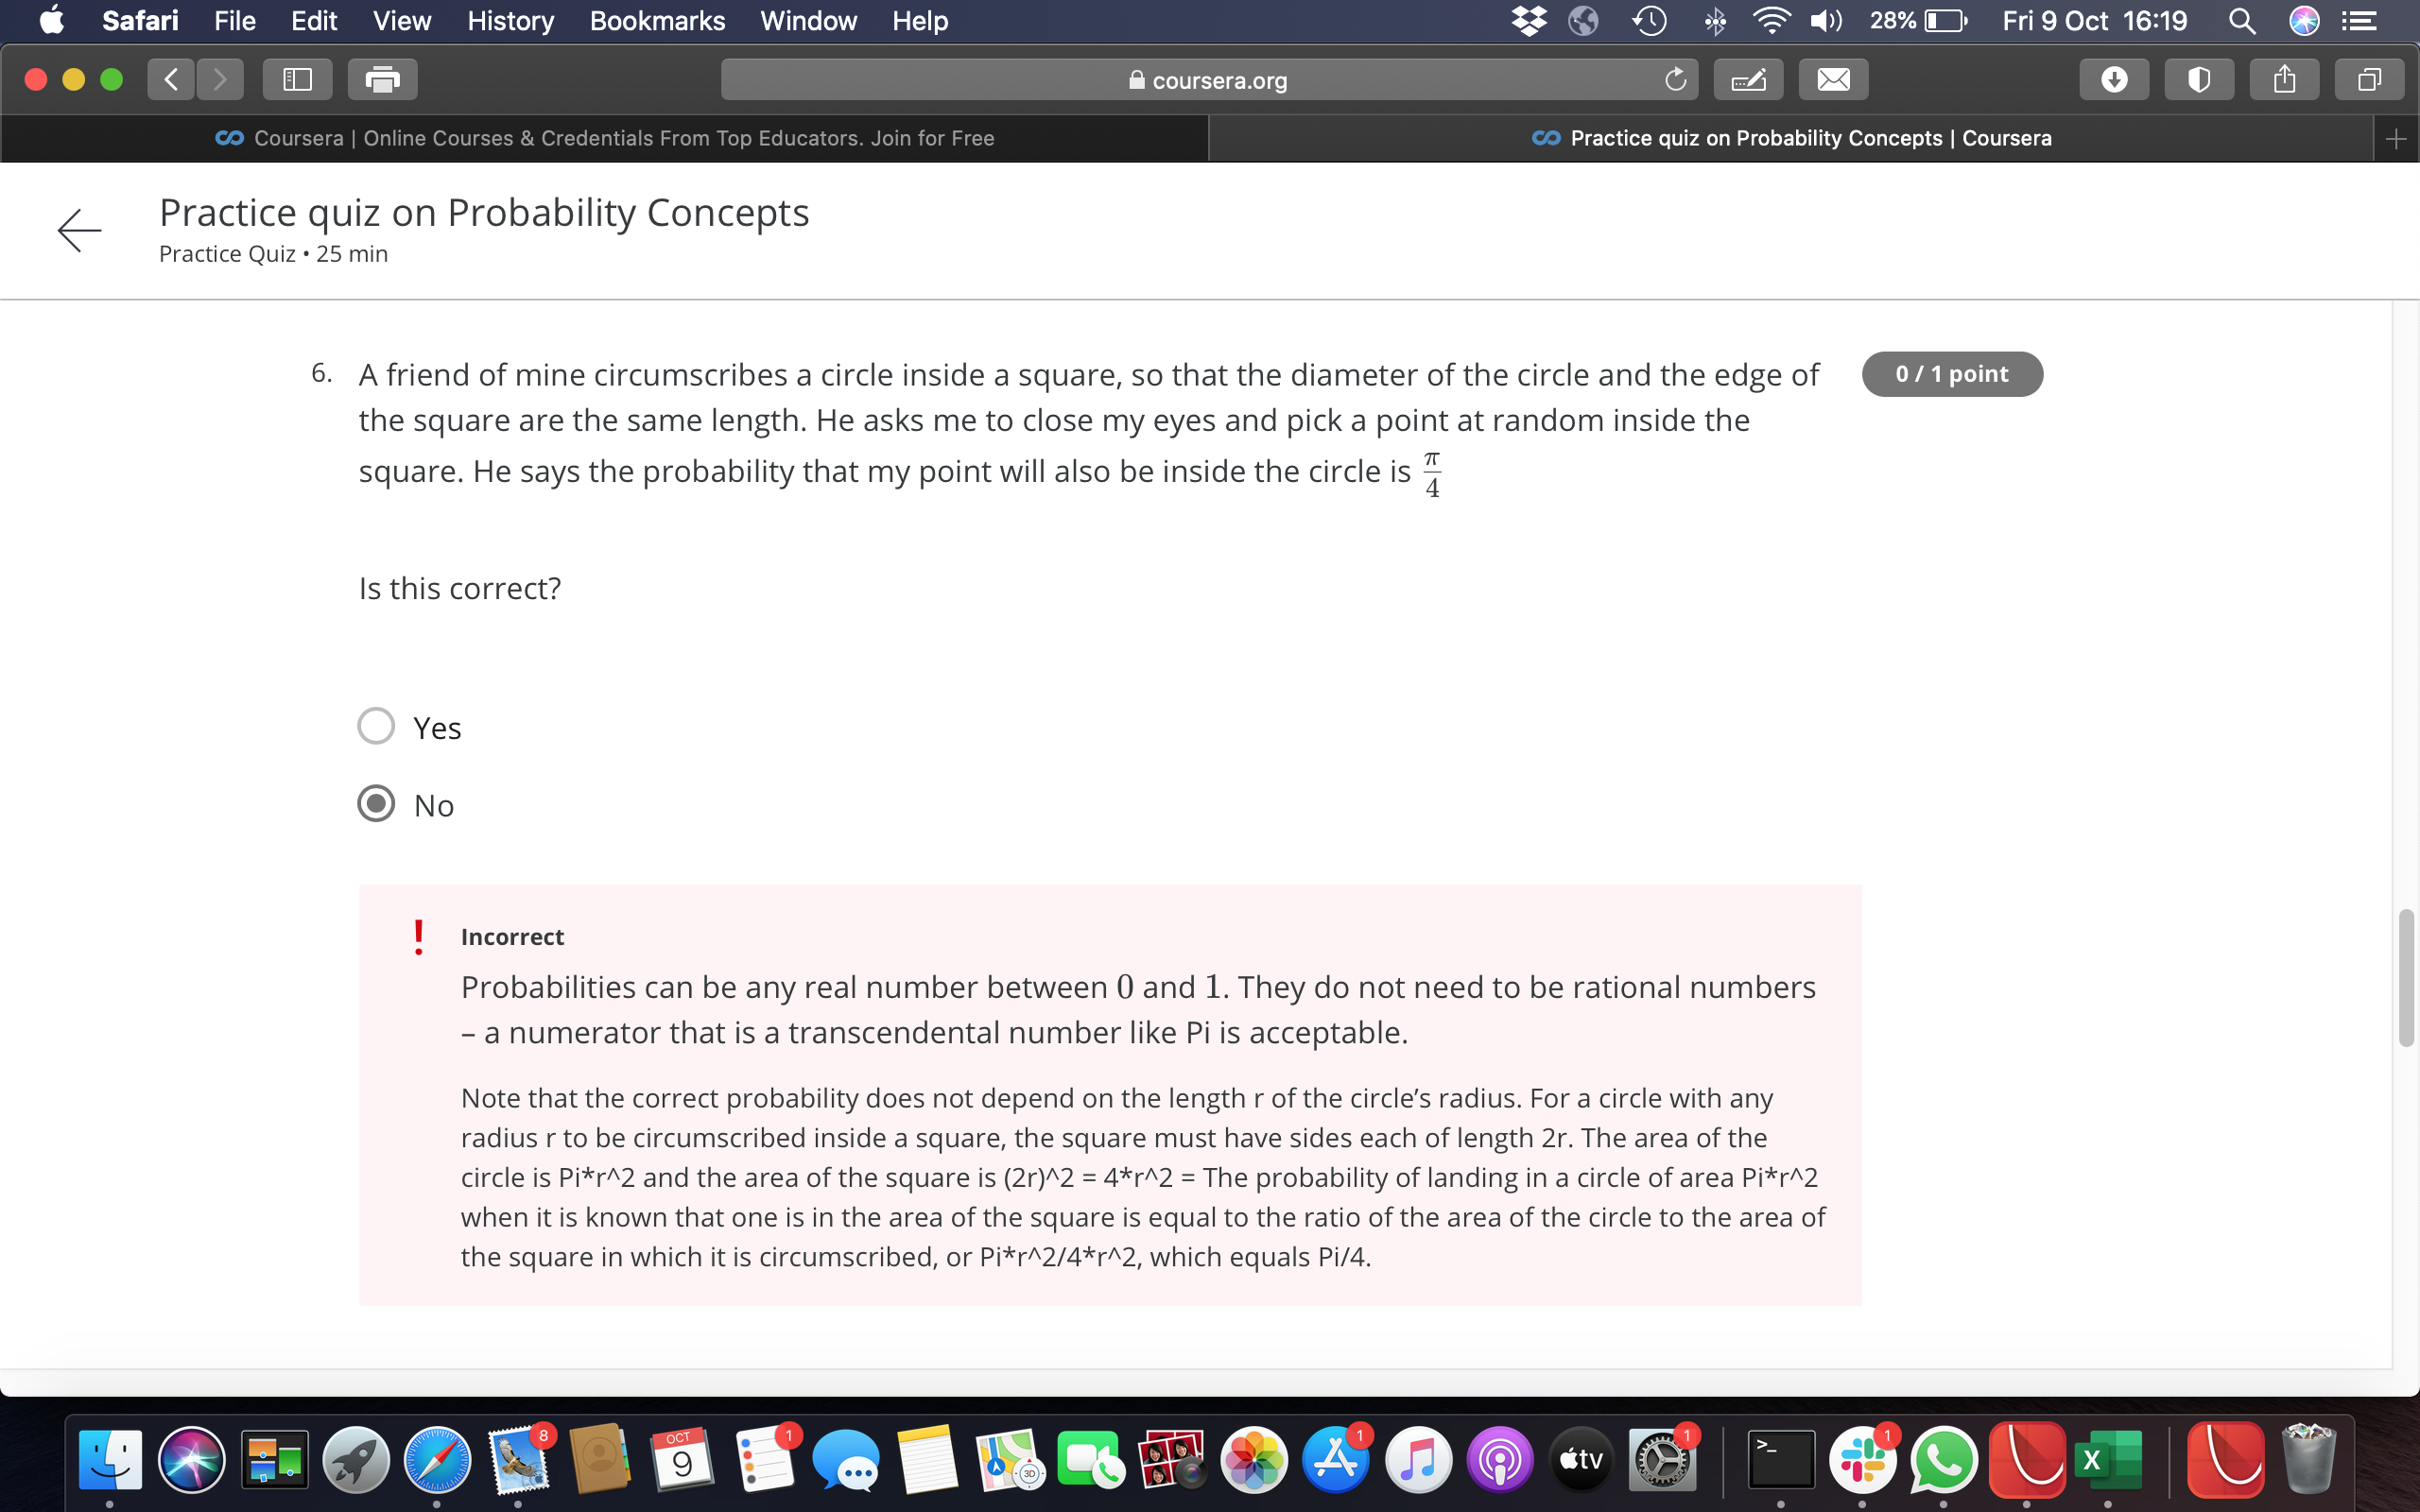 Safari File Edit View History Bookmarks Window Help 28% Fri 9 Oct 16:19
coursera.org
Coursera | Online Courses & Credentials From Top Educators. Join for Free
Practice quiz on Probability Concepts | Coursera
Practice quiz on Probability Concepts
Practice Quiz • 25 min
6. A friend of mine circumscribes a circle inside a square, so that the diameter of the circle and the edge of
0 / 1 point
the square are the same length. He asks me to close my eyes and pick a point at random inside the
square. He says the probability that my point will also be inside the circle is π/4
Is this correct?
Yes
No
! Incorrect
Probabilities can be any real number between 0 and 1. They do not need to be rational numbers
– a numerator that is a transcendental number like Pi is acceptable.
Note that the correct probability does not depend on the length r of the circle’s radius. For a circle with any
radius r to be circumscribed inside a square, the square must have sides each of length 2r. The area of the
circle is Pi*r^2 and the area of the square is (2r)^2 = 4*r^2 = The probability of landing in a circle of area Pi*r^2
when it is known that one is in the area of the square is equal to the ratio of the area of the circle to the area of
the square in which it is circumscribed, or Pi*r^2/4*r^2, which equals Pi/4.
8
OCT
9
1
3D
1
tv
1
>_
1
X